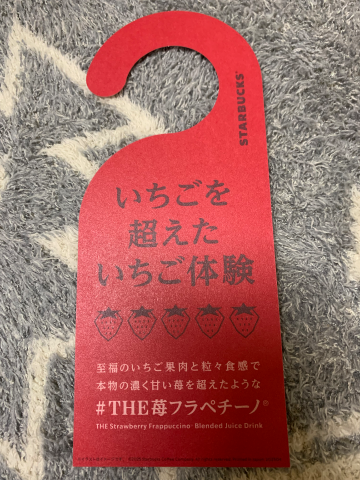 STARBUCKS®
いちごを
超えた
いちご体験
至福のいちご果肉と粒々食感で
本物の濃く甘い苺を超えたような
#THE苺フラペチーノ®
THE Strawberry Frappuccino® Blended Juice Drink